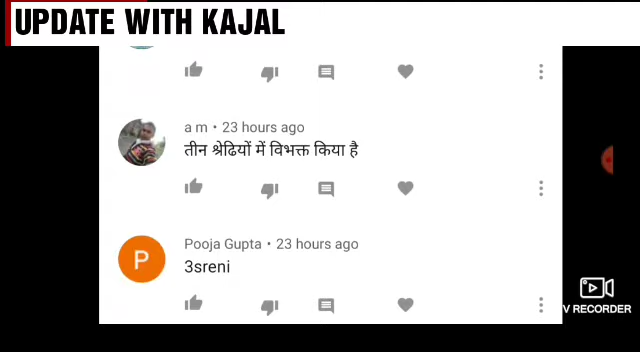 UPDATE WITH KAJAL
a m • 23 hours ago
तीन श्रेढियों में विभक्त किया है
P
Pooja Gupta • 23 hours ago
3sreni
V RECORDER